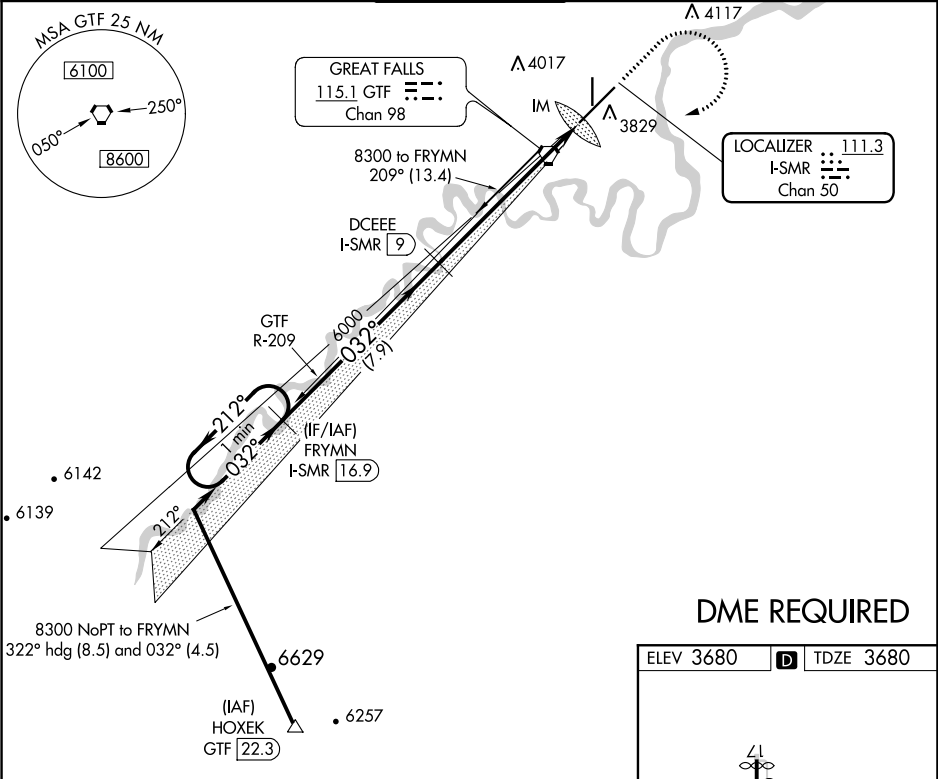 MSA GTF 25 NM
6100
050°
250°
8600
GREAT FALLS
115.1 GTF
Chan 98
4017
4117
IM
3829
LOCALIZER 111.3
I-SMR
Chan 50
8300 to FRYMN
209° (13.4)
DCEEE
I-SMR 9
GTF
R-209
6000
032°
(7.9)
212°
1 min
032°
(IF/IAF)
FRYMN
I-SMR 16.9
6142
6139
212°
8300 NoPT to FRYMN
322° hdg (8.5) and 032° (4.5)
6629
(IAF)
HOXEK
GTF 22.3
6257
DME REQUIRED
ELEV 3680 D TDZE 3680
17